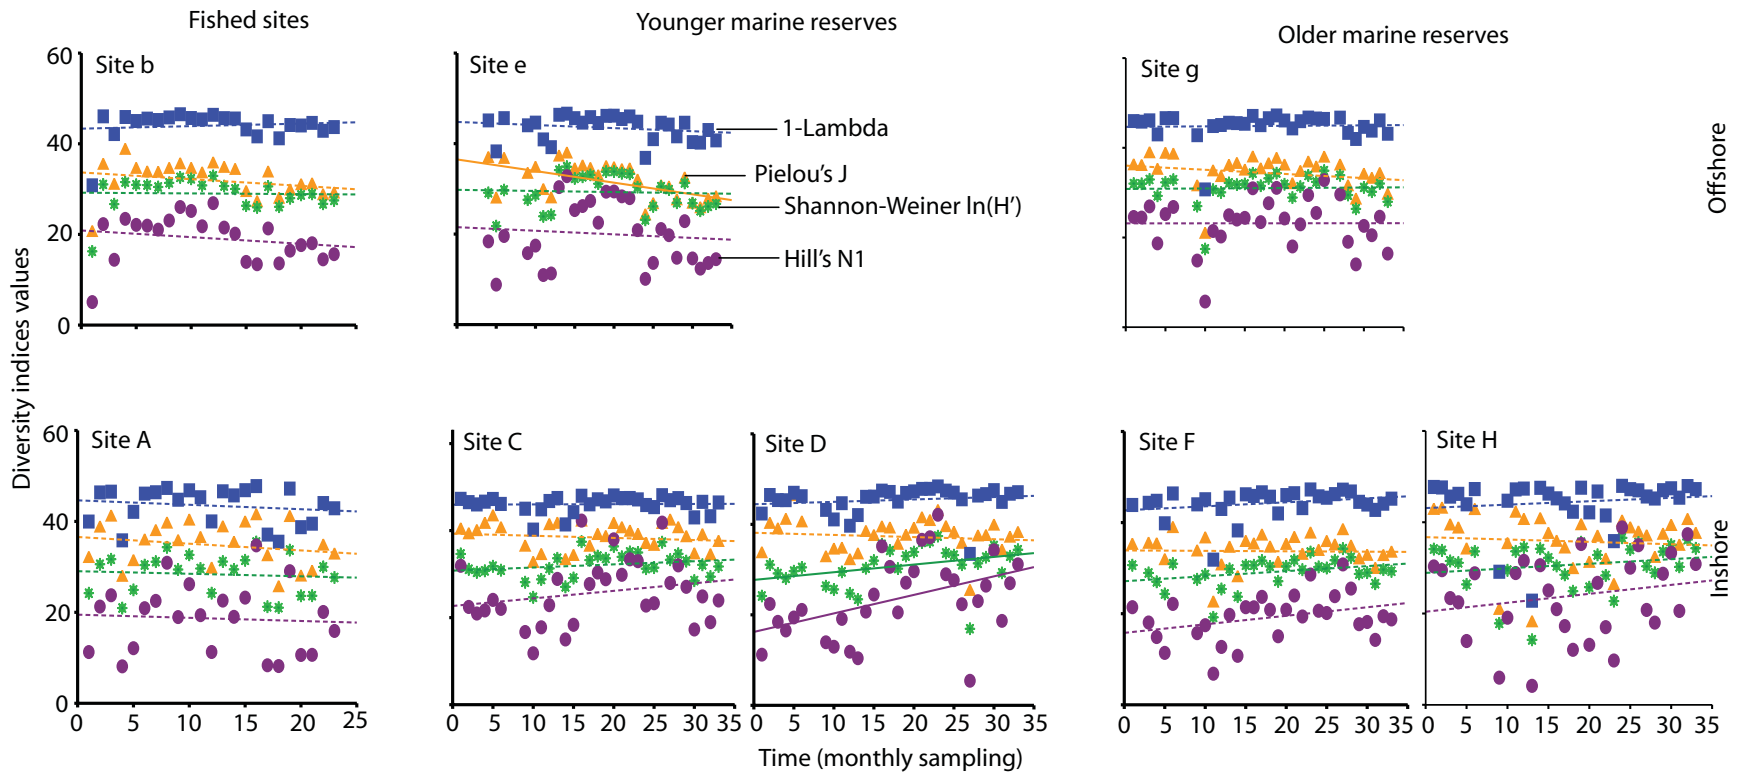 Fished sites
Younger marine reserves
Older marine reserves
60
Site b
Site e
Site g
1-Lambda
40
Pielou's J
Shannon-Weiner ln(H')
20
Hill's N1
0
Offshore
Diversity indices values
60
Site A
Site C
Site D
Site F
Site H
40
20
0
Inshore
0 5 10 15 20 25
0 5 10 15 20 25 30 35
0 5 10 15 20 25 30 35
0 5 10 15 20 25 30 35
0 5 10 15 20 25 30 35
Time (monthly sampling)